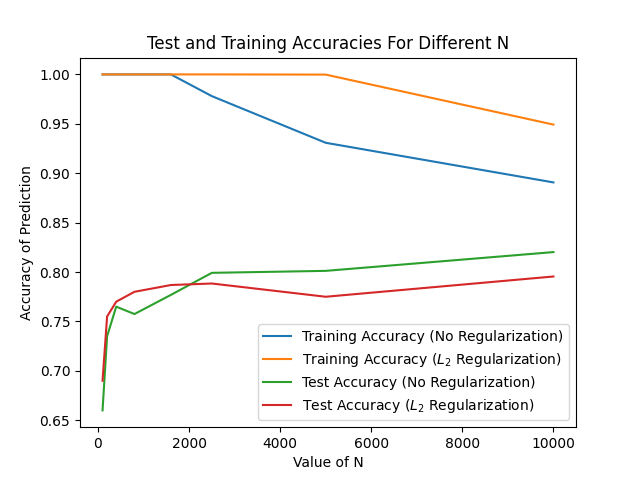 Test and Training Accuracies For Different N
1.00
0.95
0.90
0.85
0.80
0.75
0.70
0.65
Accuracy of Prediction
Training Accuracy (No Regularization)
Training Accuracy (L₂ Regularization)
Test Accuracy (No Regularization)
Test Accuracy (L₂ Regularization)
0 2000 4000 6000 8000 10000
Value of N